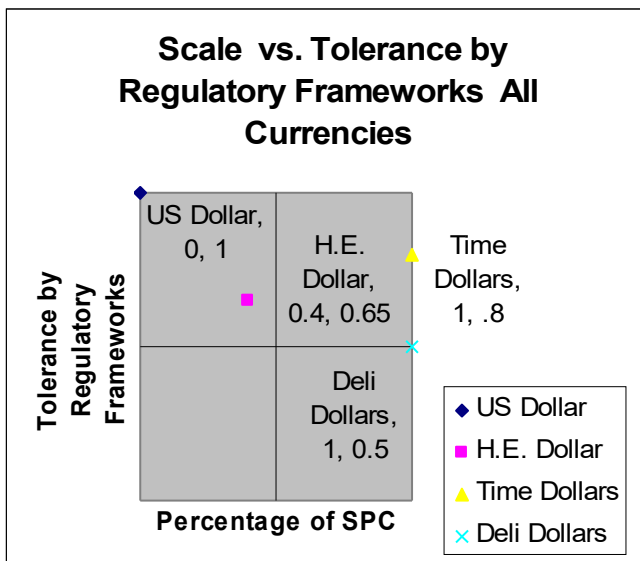 Scale vs. Tolerance by
Regulatory Frameworks All
Currencies
Tolerance by
Regulatory
Frameworks
US Dollar,
0, 1
H.E.
Dollar,
0.4, 0.65
Time
Dollars,
1, .8
Deli
Dollars,
1, 0.5
Percentage of SPC
US Dollar
H.E. Dollar
Time Dollars
Deli Dollars